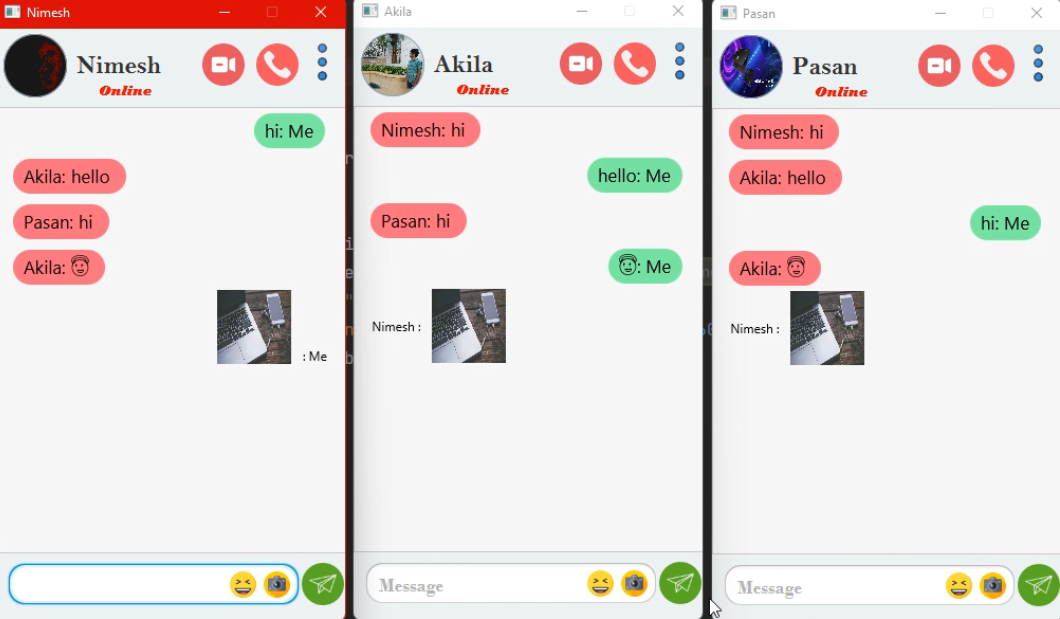 Nimesh
Nimesh
Online
hi: Me
Akila: hello
Pasan: hi
Akila: 😇
: Me
Akila
Akila
Online
Nimesh: hi
hello: Me
Pasan: hi
😇: Me
Nimesh :
Message
Pasan
Pasan
Online
Nimesh: hi
Akila: hello
hi: Me
Akila: 😇
Nimesh :
Message